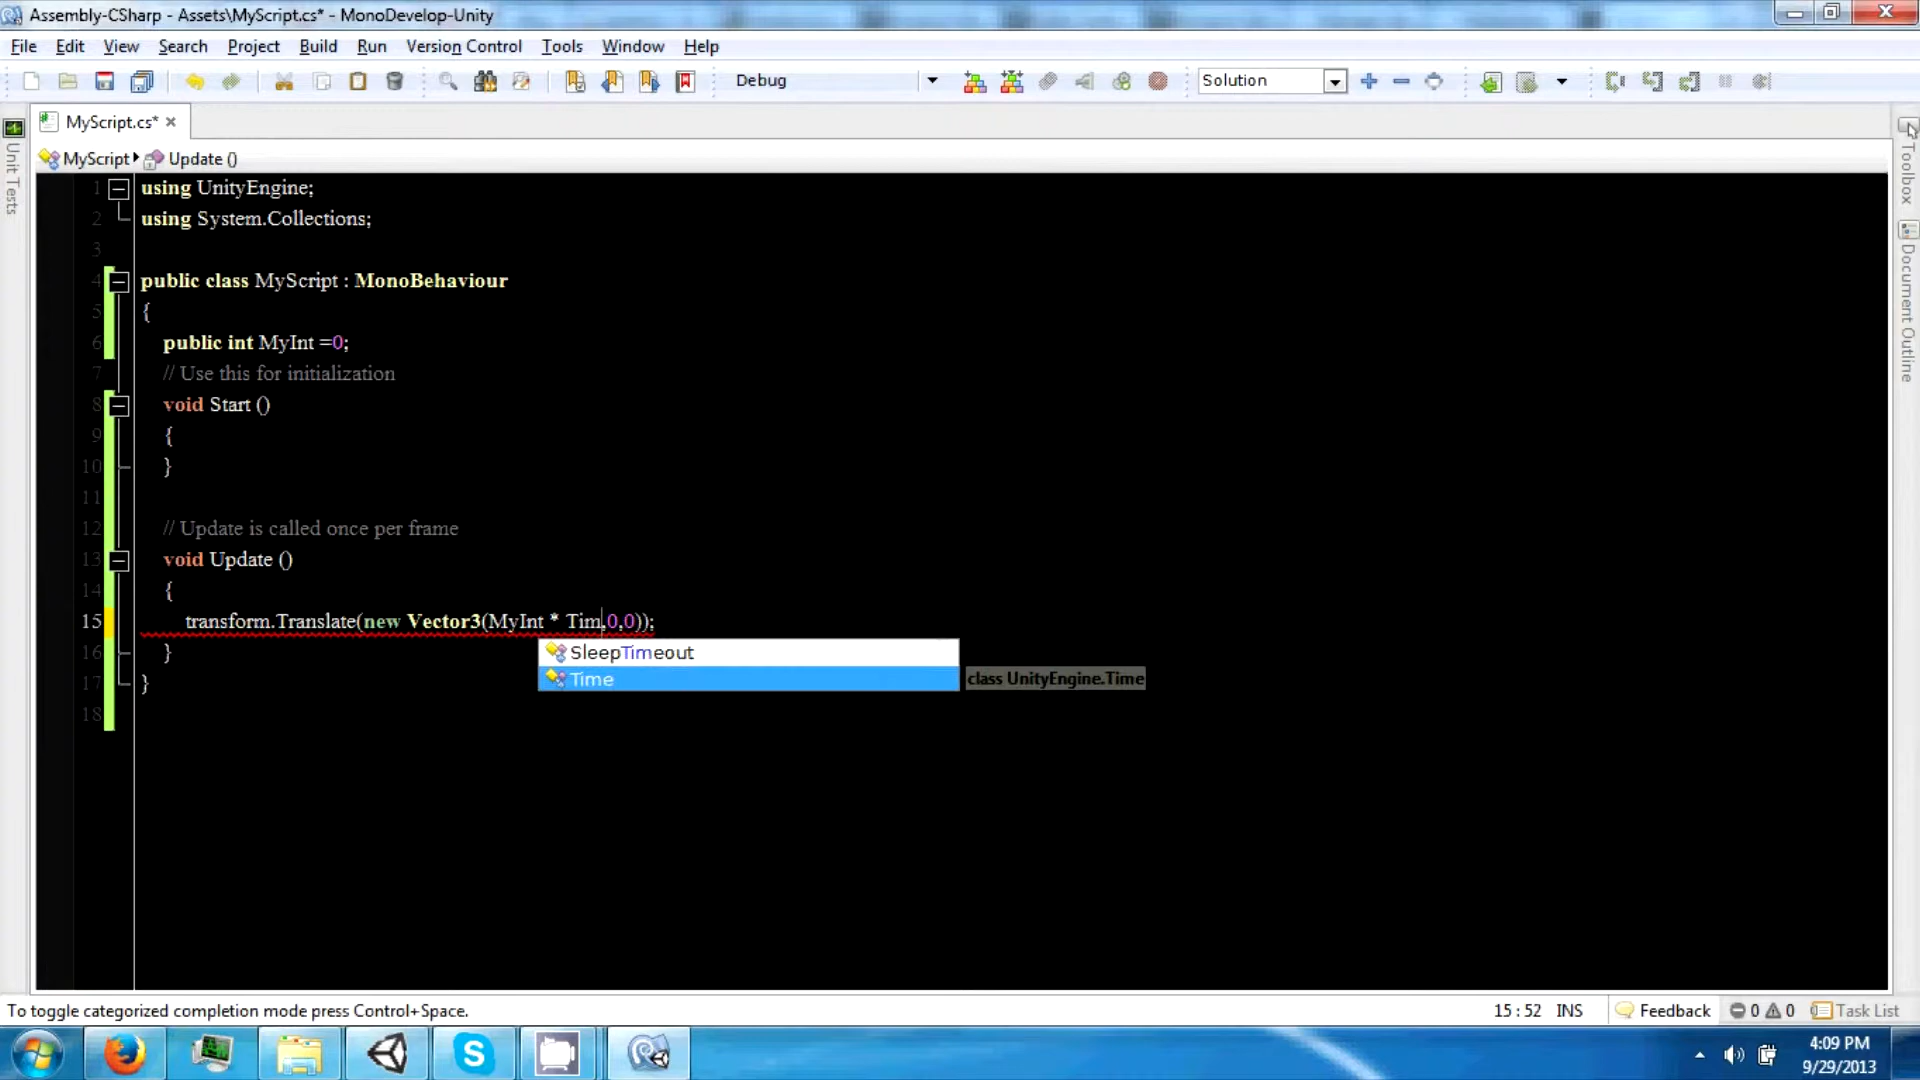 Assembly-CSharp - Assets\MyScript.cs* - MonoDevelop-Unity
File Edit View Search Project Build Run Version Control Tools Window Help
Debug Solution
MyScript.cs*
MyScript Update ()
Unit Tests
Toolbox
Document Outline
1 using UnityEngine;
2 using System.Collections;
3
4 public class MyScript : MonoBehaviour
5 {
6 public int MyInt =0;
7 // Use this for initialization
8 void Start ()
9 {
10 }
11
12 // Update is called once per frame
13 void Update ()
14 {
15 transform.Translate(new Vector3(MyInt * Tim,0,0));
16 }
SleepTimeout
Time class UnityEngine.Time
17 }
18
To toggle categorized completion mode press Control+Space. 15 : 52 INS Feedback 0 0 Task List
4:09 PM
9/29/2013